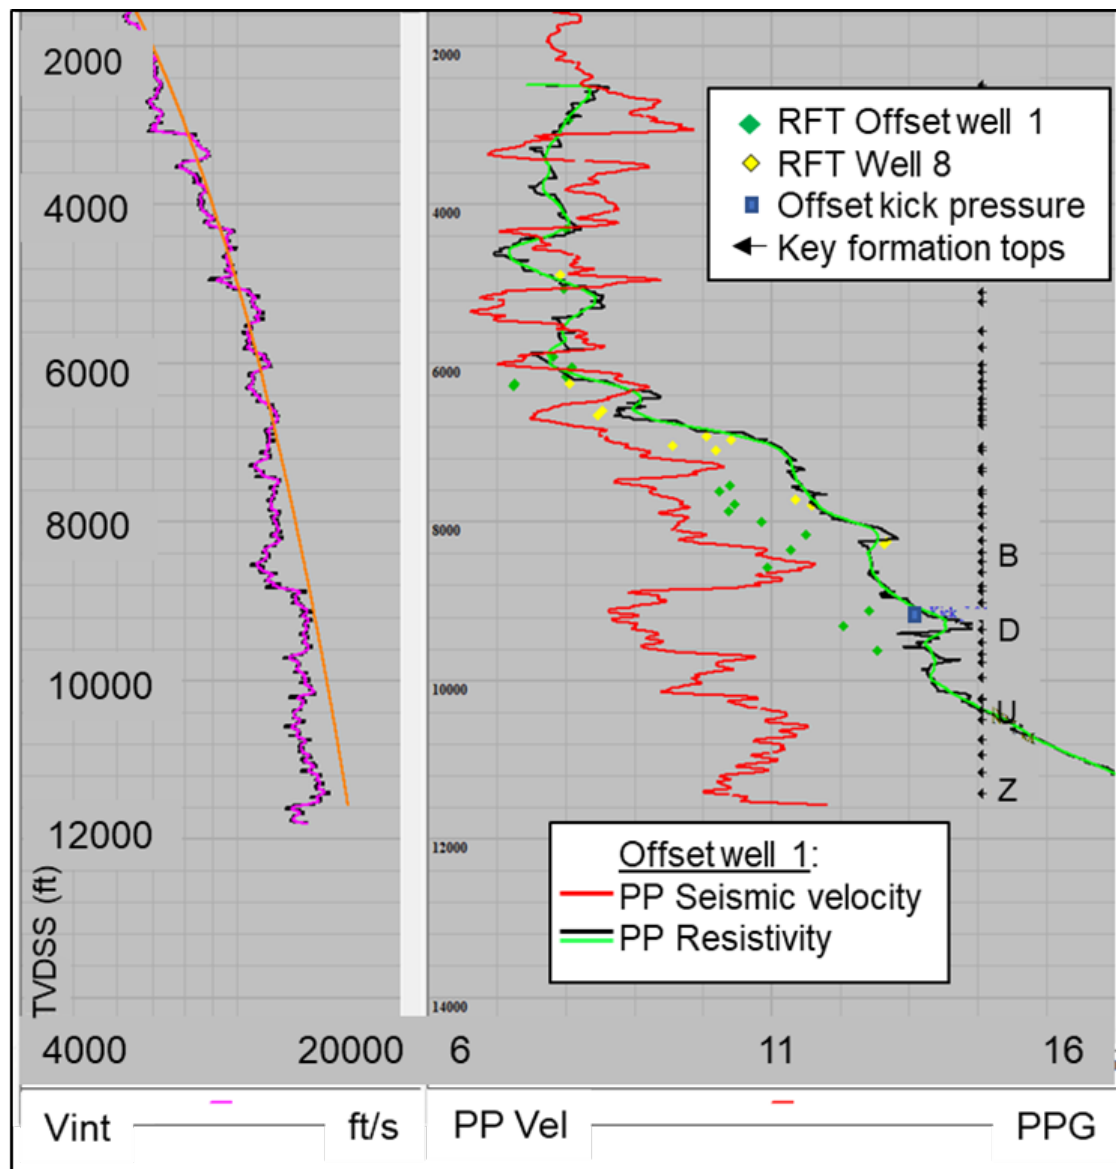 2000
4000
6000
8000
10000
12000
TVDSS (ft)
4000
20000
Vint
ft/s
2000
4000
6000
8000
10000
12000
14000
RFT Offset well 1
RFT Well 8
Offset kick pressure
Key formation tops
Kick
B
D
U
Z
Offset well 1:
PP Seismic velocity
PP Resistivity
6
11
16
PP Vel
PPG